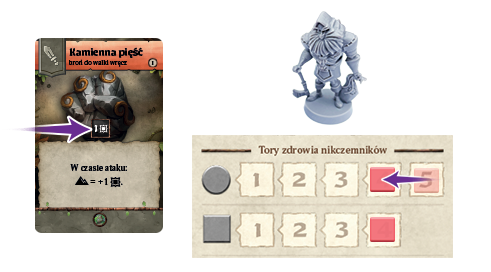 Kamienna pięść
broń do walki wręcz
1
1
W czasie ataku:
= +1 .
Tory zdrowia nikczemników
1 2 3 5
1 2 3